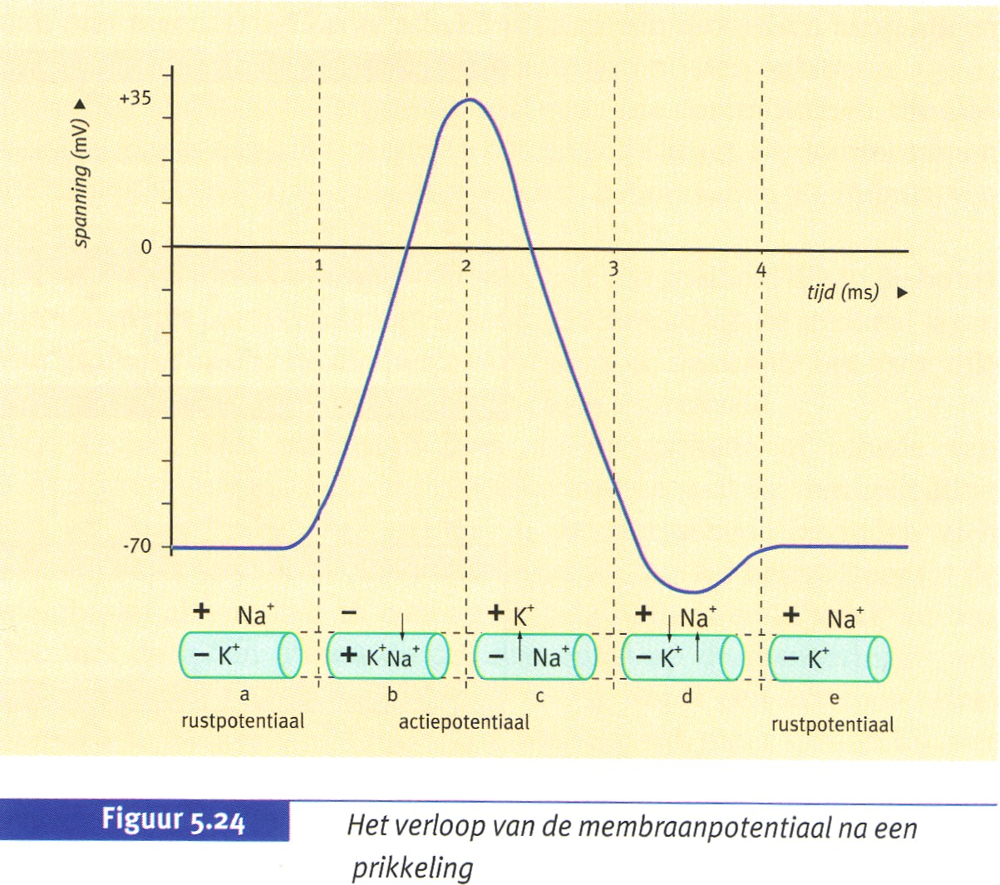 spanning (mV) ▶
+35
0
-70
1 2 3 4
tijd (ms) ▶
+ Na⁺ − + K⁺ + Na⁺ + Na⁺
− K⁺ + K⁺Na⁺ − Na⁺ − K⁺ − K⁺
a b c d e
rustpotentiaal actiepotentiaal rustpotentiaal
Figuur 5.24 Het verloop van de membraanpotentiaal na een
prikkeling